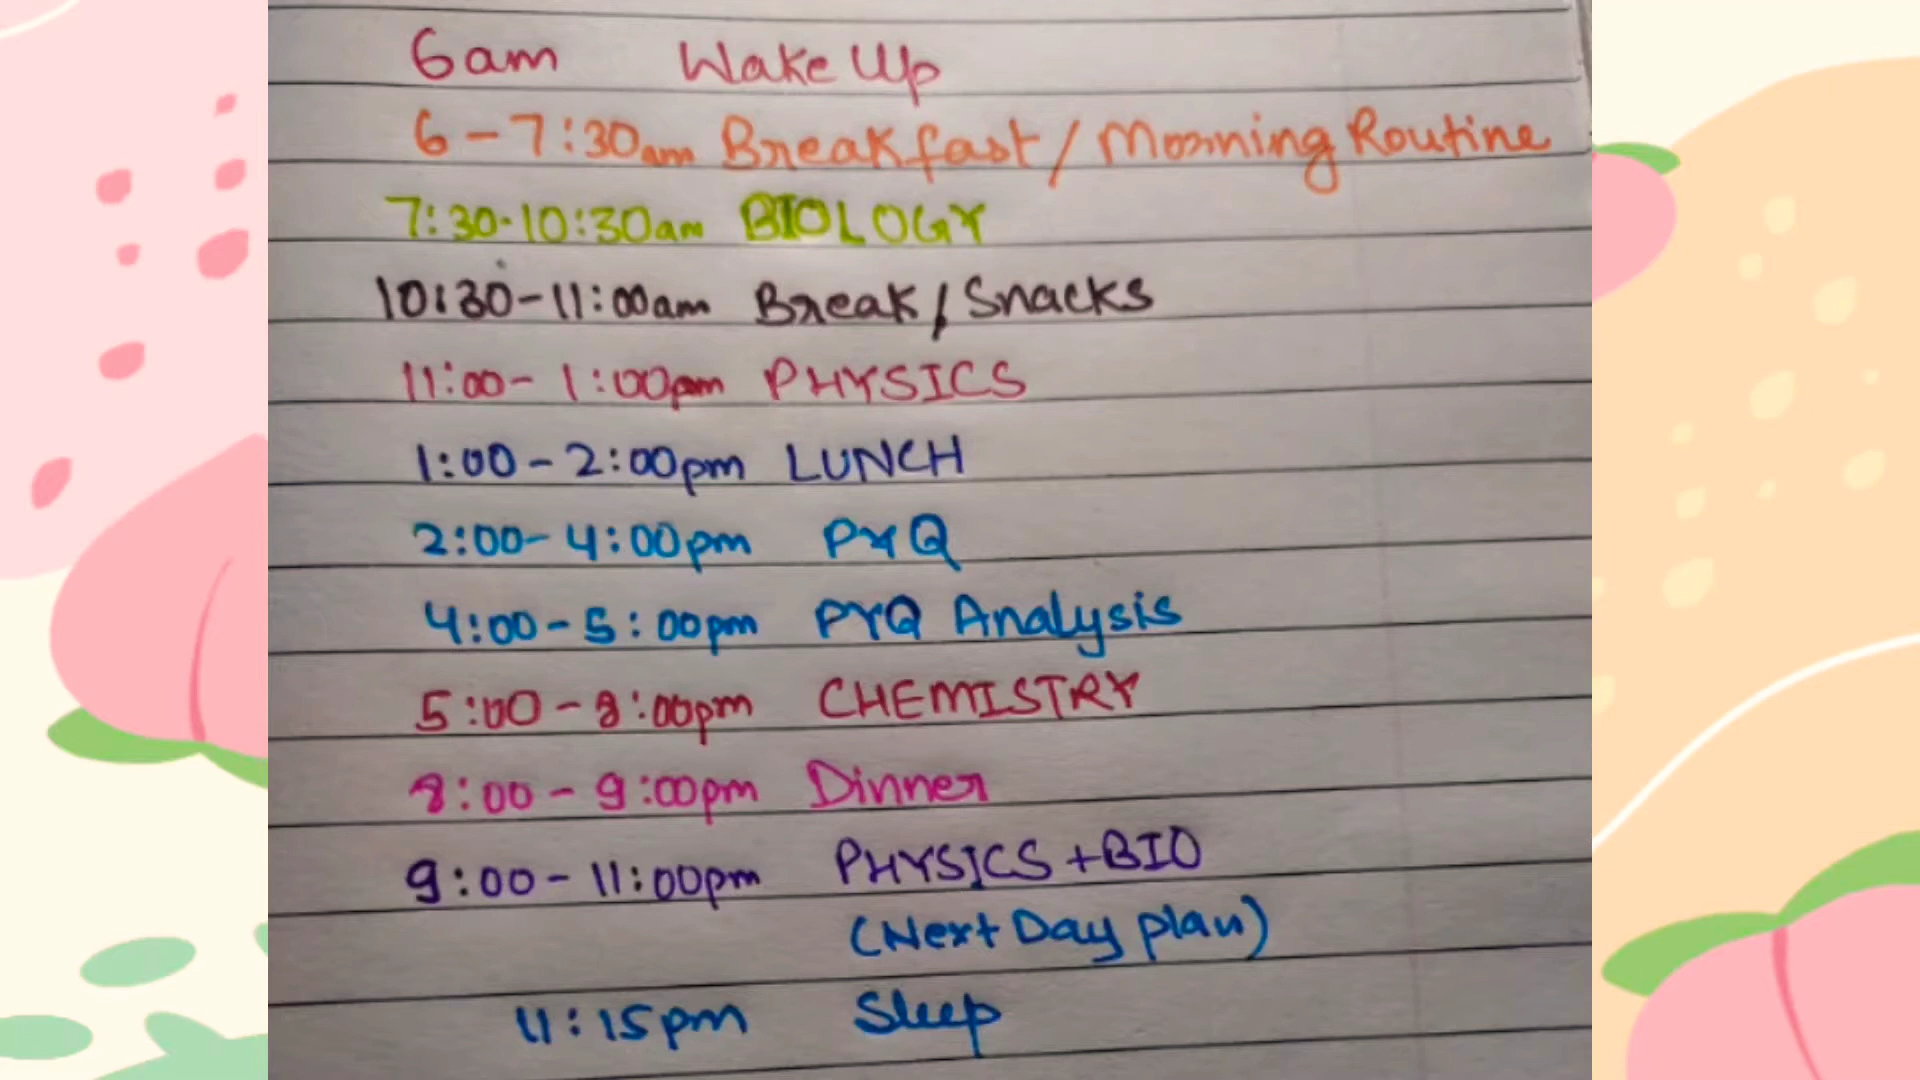 6am Wake Up
6-7:30am Breakfast/Morning Routine
7:30-10:30am BIOLOGY
10:30-11:00am Break/Snacks
11:00-1:00pm PHYSICS
1:00-2:00pm LUNCH
2:00-4:00pm PYQ
4:00-5:00pm PYQ Analysis
5:00-8:00pm CHEMISTRY
8:00-9:00pm Dinner
9:00-11:00pm PHYSICS+BIO
(Next Day plan)
11:15pm Sleep